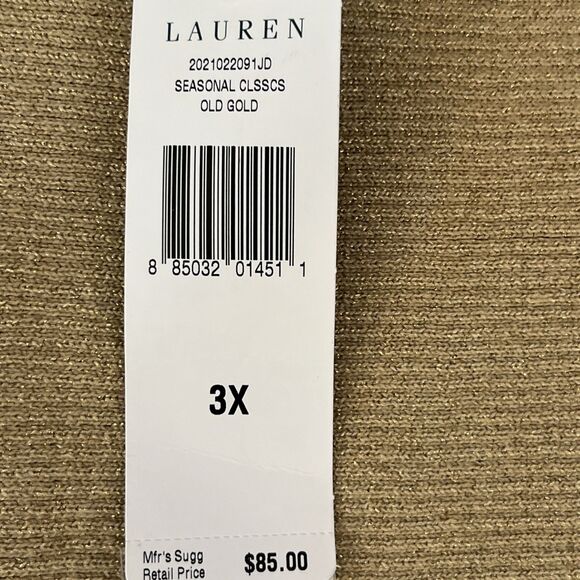 LAUREN
2021022091JD
SEASONAL CLSSCS
OLD GOLD
8 85032 01451 1
3X
Mfr's Sugg
Retail Price $85.00